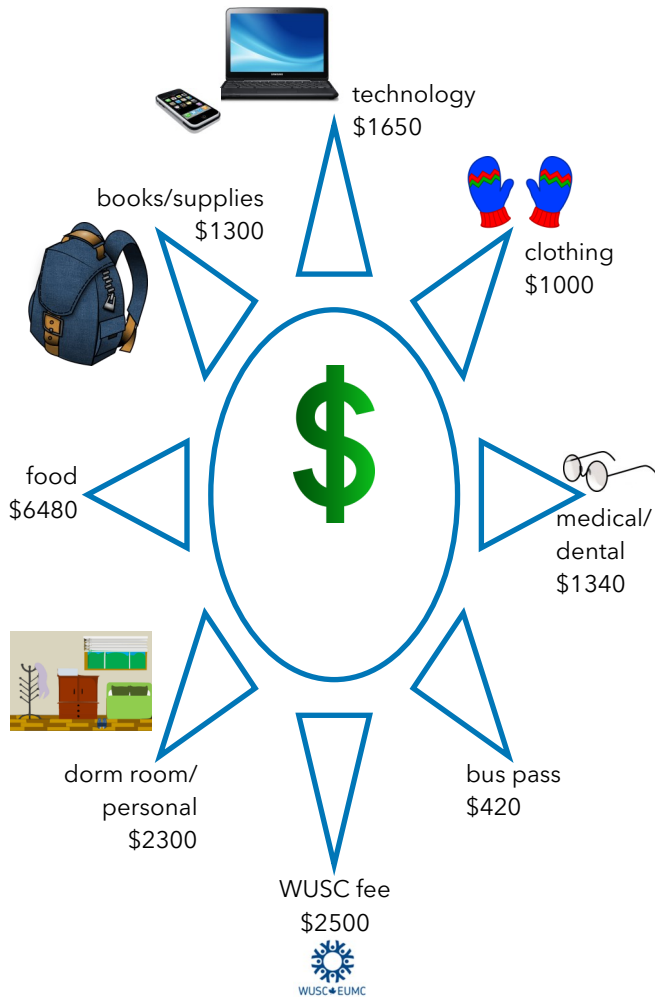 technology
$1650
books/supplies
$1300
clothing
$1000
$
food
$6480
medical/
dental
$1340
dorm room/
personal
$2300
bus pass
$420
WUSC fee
$2500
WUSC EUMC